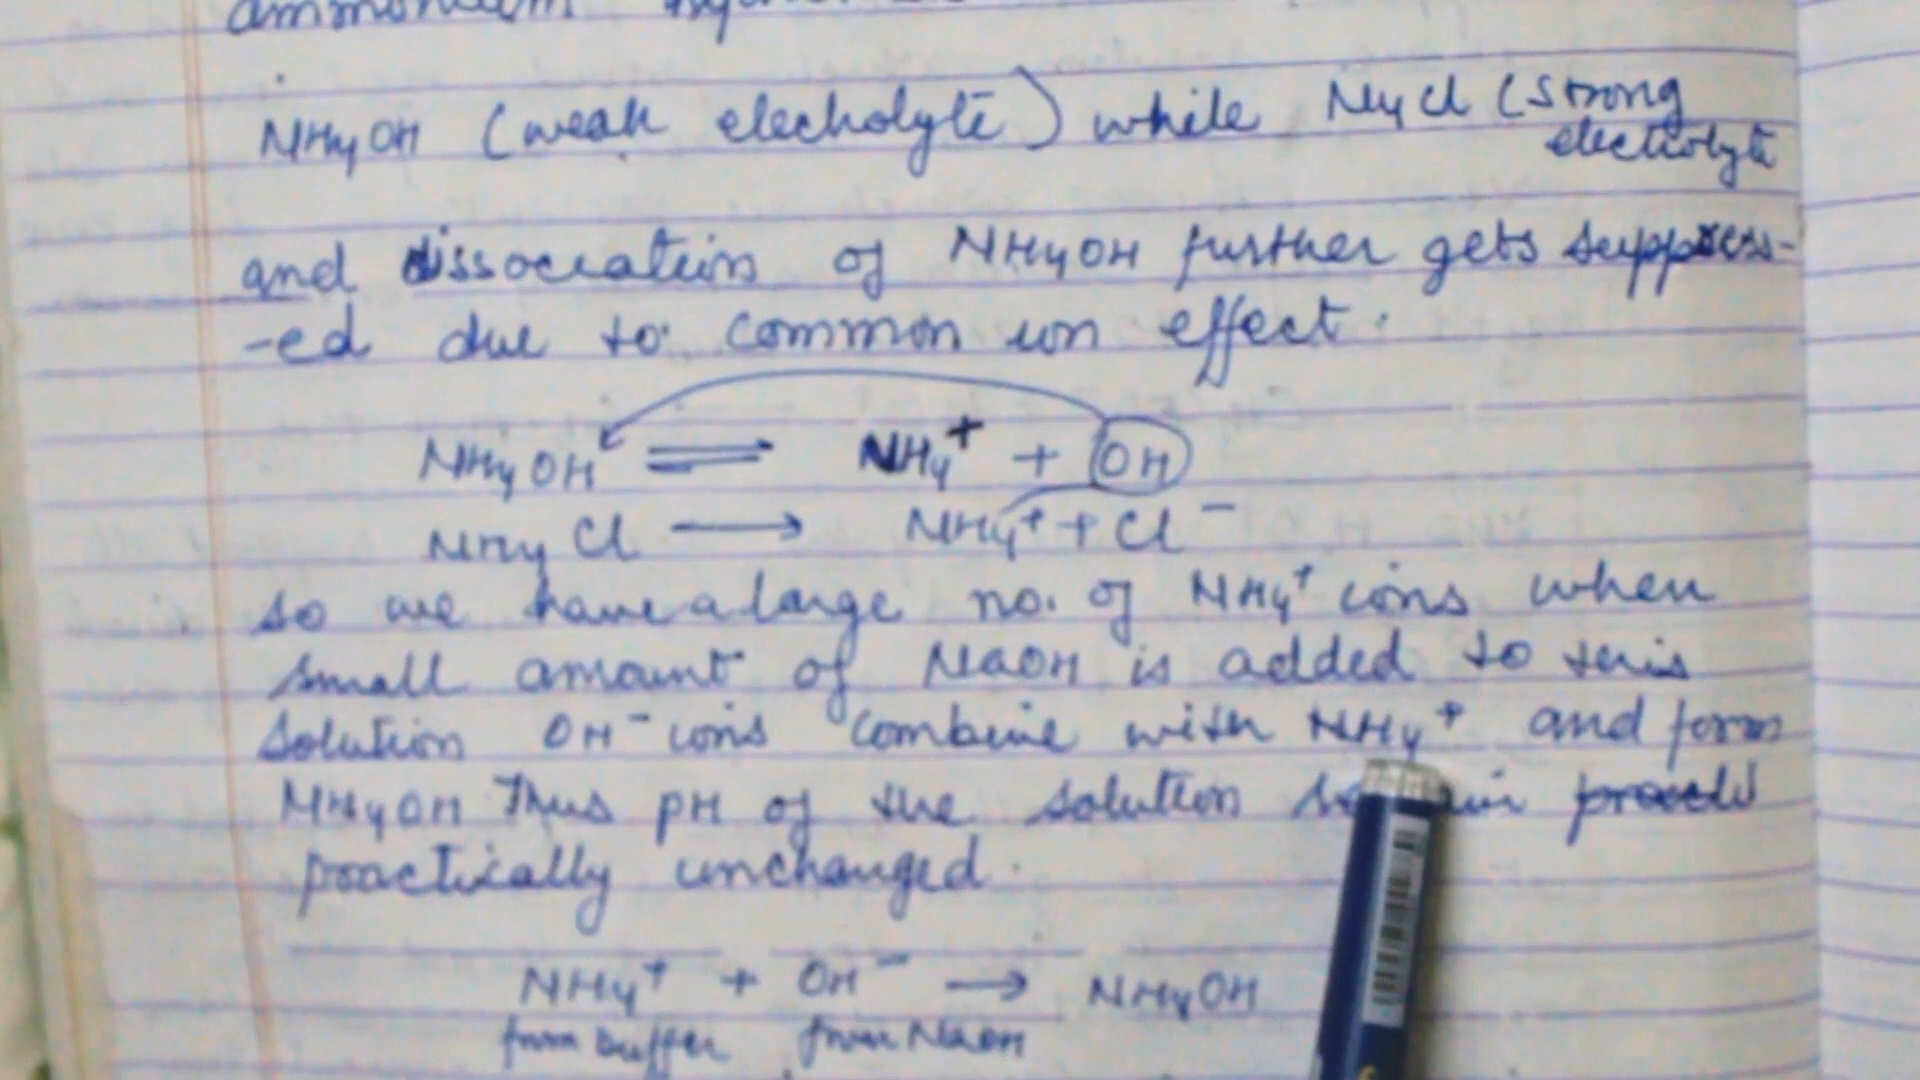 ammonium
NH4OH (weak electrolyte) while NH4Cl (strong
electrolyte
and dissociation of NH4OH further gets suppress-
-ed due to common ion effect.
NH4OH ⇌ NH4+ + OH
NH4Cl → NH4+ + Cl-
So we have a large no. of NH4+ ions when
small amount of NaOH is added to this
solution OH- ions combine with NH4+ and form
NH4OH Thus pH of the solution
practically unchanged.
NH4+ + OH- → NH4OH
from buffer from NaOH